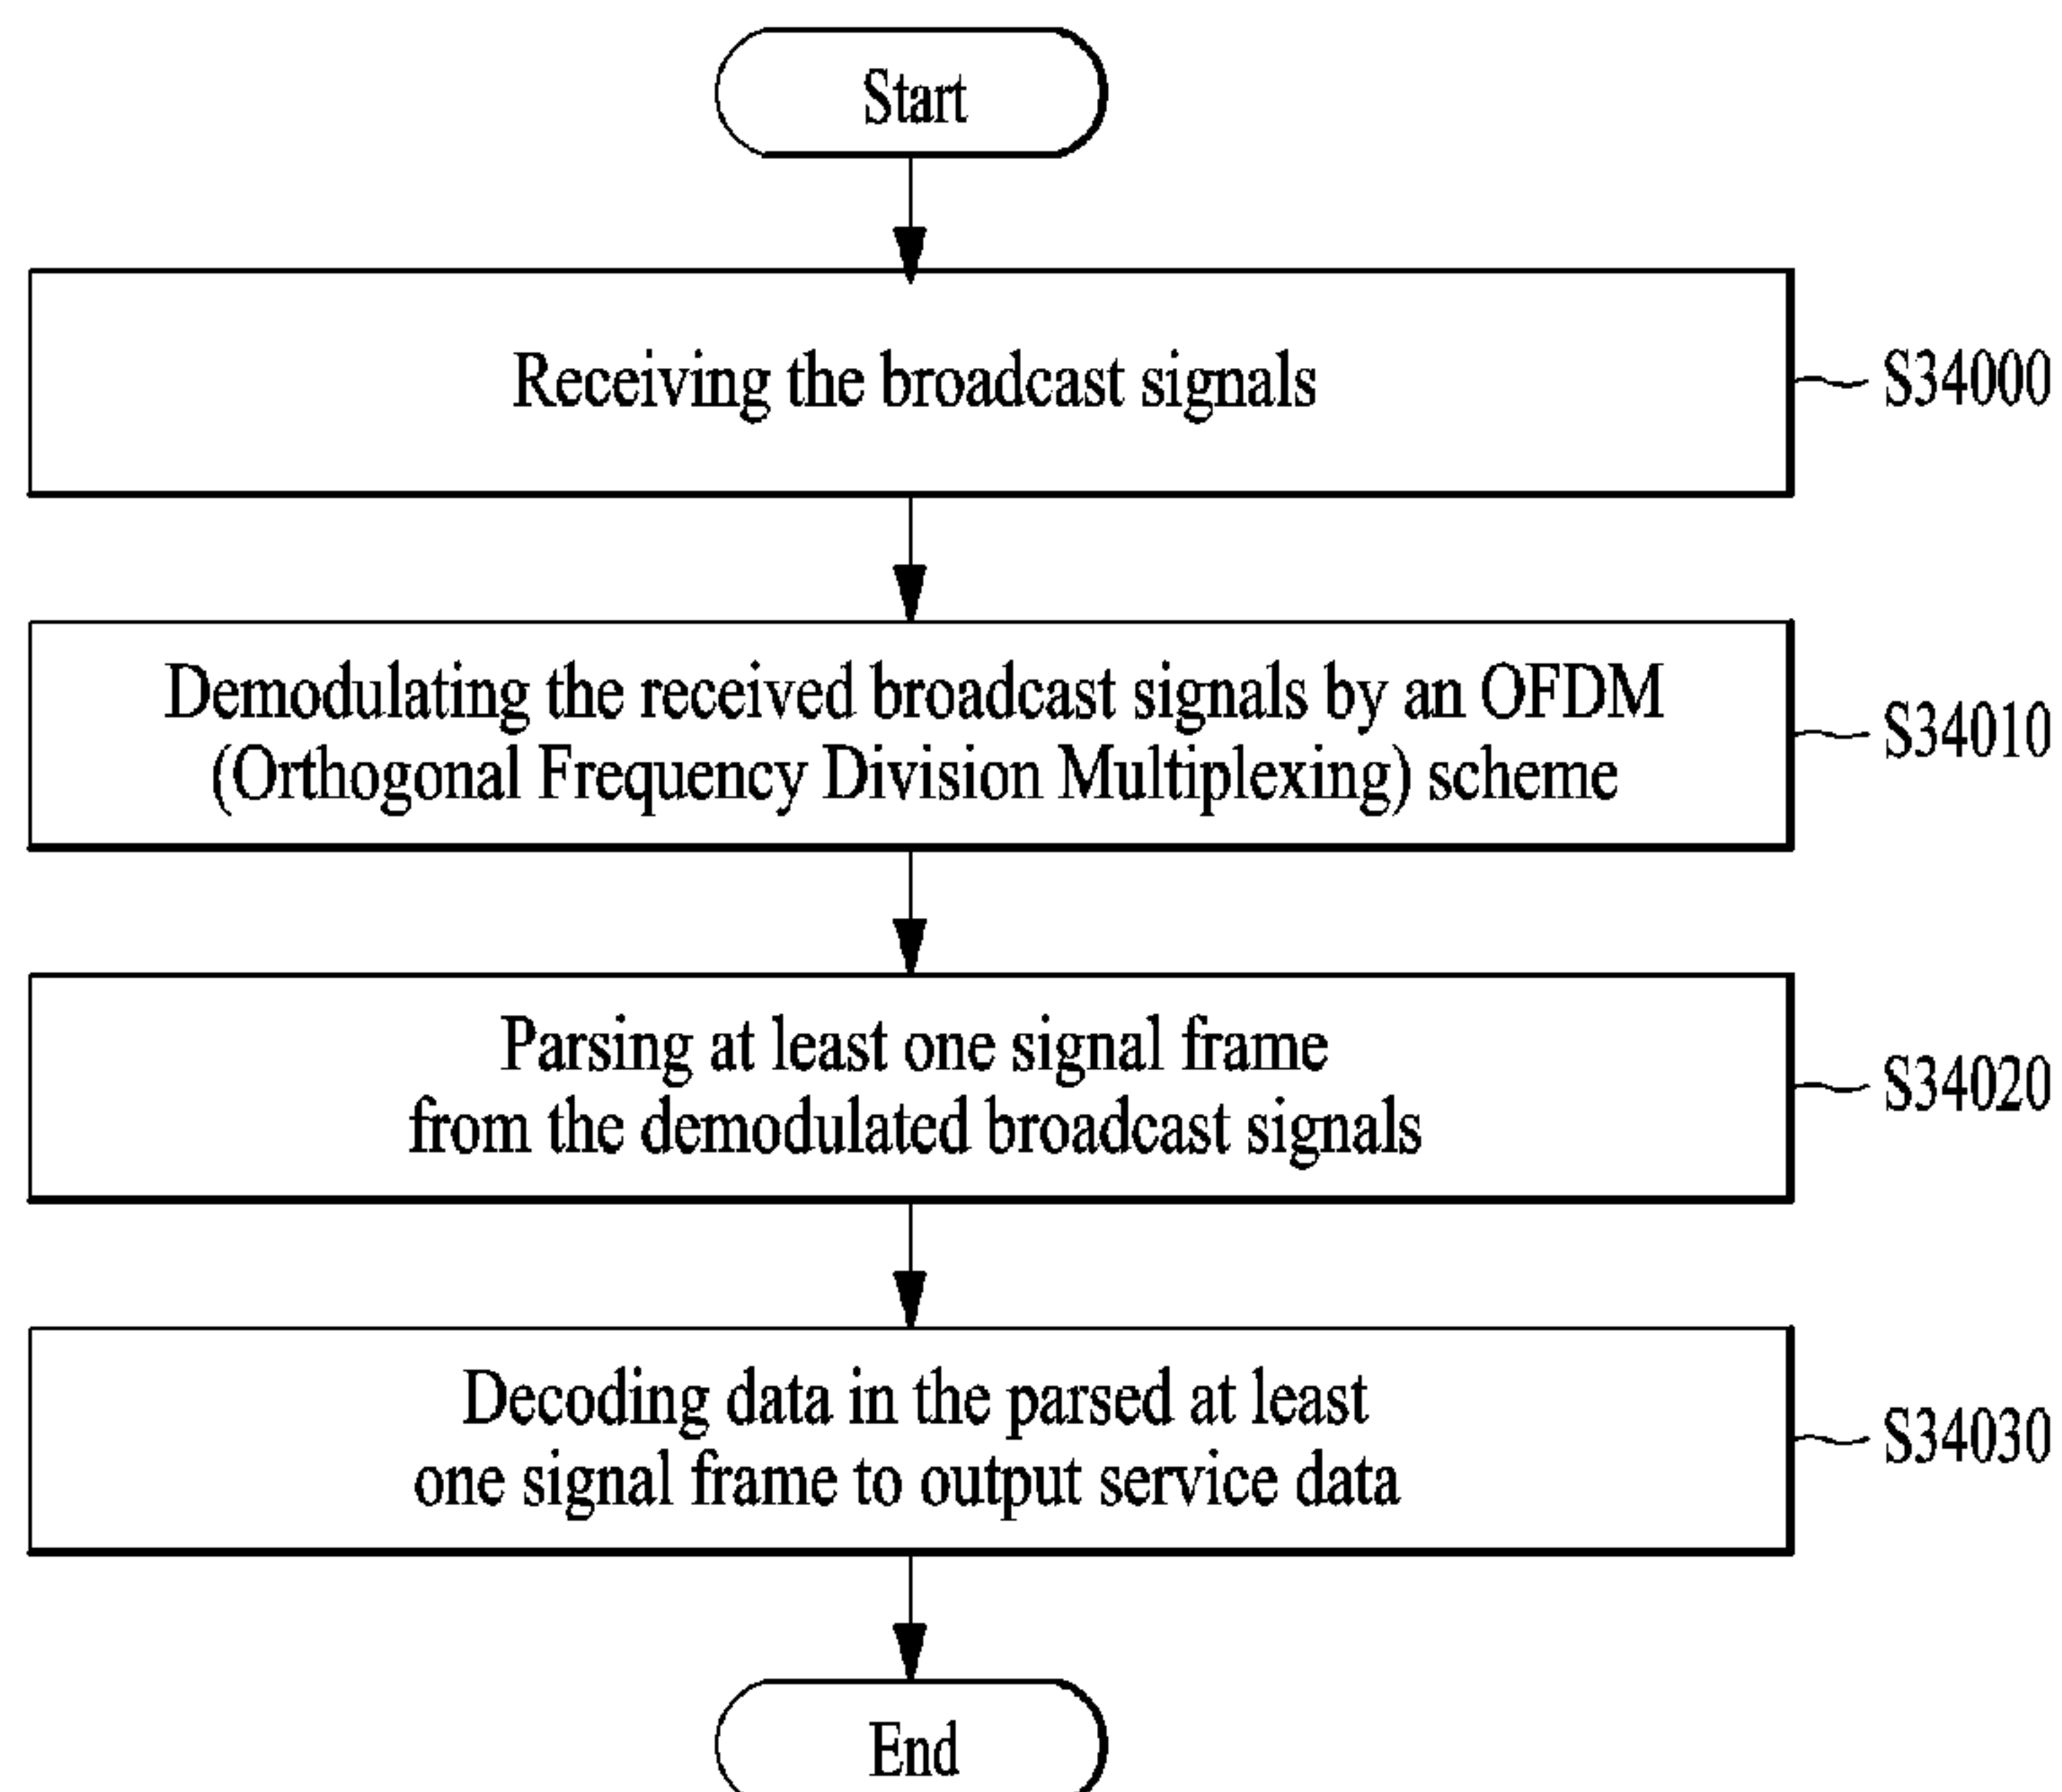 Start
Receiving the broadcast signals
S34000
Demodulating the received broadcast signals by an OFDM
(Orthogonal Frequency Division Multiplexing) scheme
S34010
Parsing at least one signal frame
from the demodulated broadcast signals
S34020
Decoding data in the parsed at least
one signal frame to output service data
S34030
End